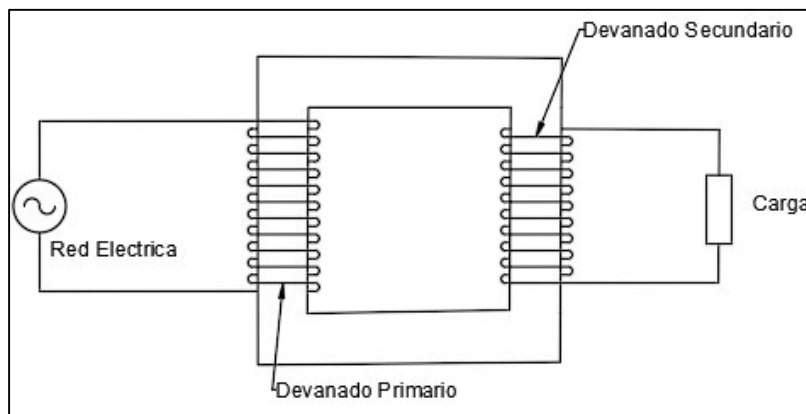 Devanado Secundario
Carga
Red Electrica
Devanado Primario